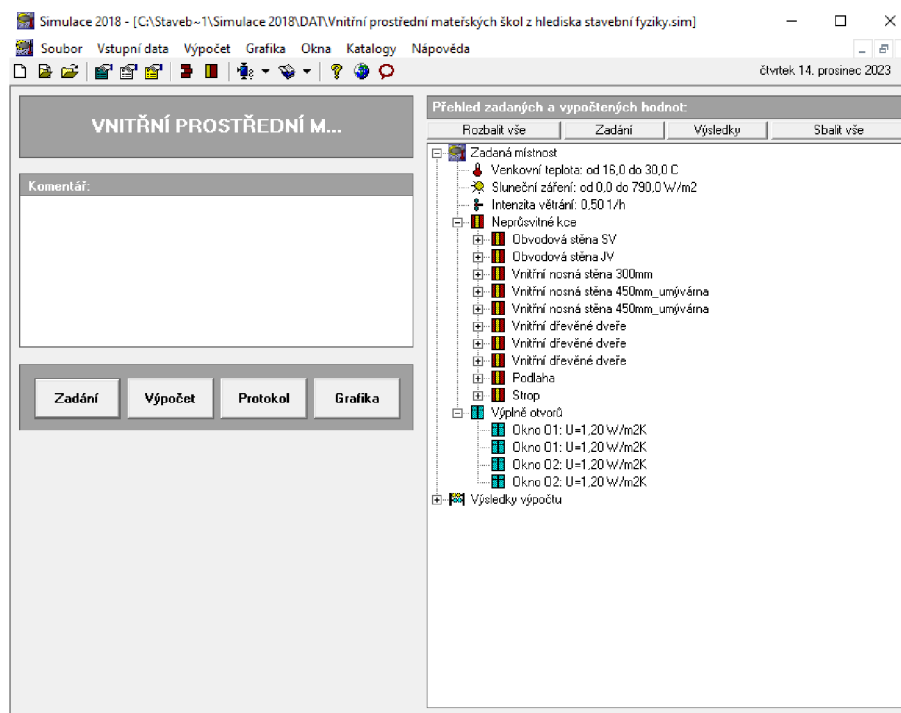 Simulace 2018 - [C:\Staveb~1\Simulace 2018\DAT\Vnitřní prostřední mateřských škol z hlediska stavební fyziky.sim]
Soubor Vstupní data Výpočet Grafika Okna Katalogy Nápověda
čtvrtek 14. prosinec 2023
VNITŘNÍ PROSTŘEDNÍ M...
Komentář:
Zadání Výpočet Protokol Grafika
Přehled zadaných a vypočtených hodnot:
Rozbalit vše Zadání Výsledky Sbalit vše
Zadaná místnost
Venkovní teplota: od 16,0 do 30,0 C
Sluneční záření: od 0,0 do 790,0 W/m2
Intenzita větrání: 0,50 1/h
Neprůsvitné kce
Obvodová stěna SV
Obvodová stěna JV
Vnitřní nosná stěna 300mm
Vnitřní nosná stěna 450mm_umývárna
Vnitřní nosná stěna 450mm_umývárna
Vnitřní dřevěné dveře
Vnitřní dřevěné dveře
Vnitřní dřevěné dveře
Podlaha
Strop
Výplně otvorů
Okno O1: U=1,20 W/m2K
Okno O1: U=1,20 W/m2K
Okno O2: U=1,20 W/m2K
Okno O2: U=1,20 W/m2K
Výsledky výpočtu